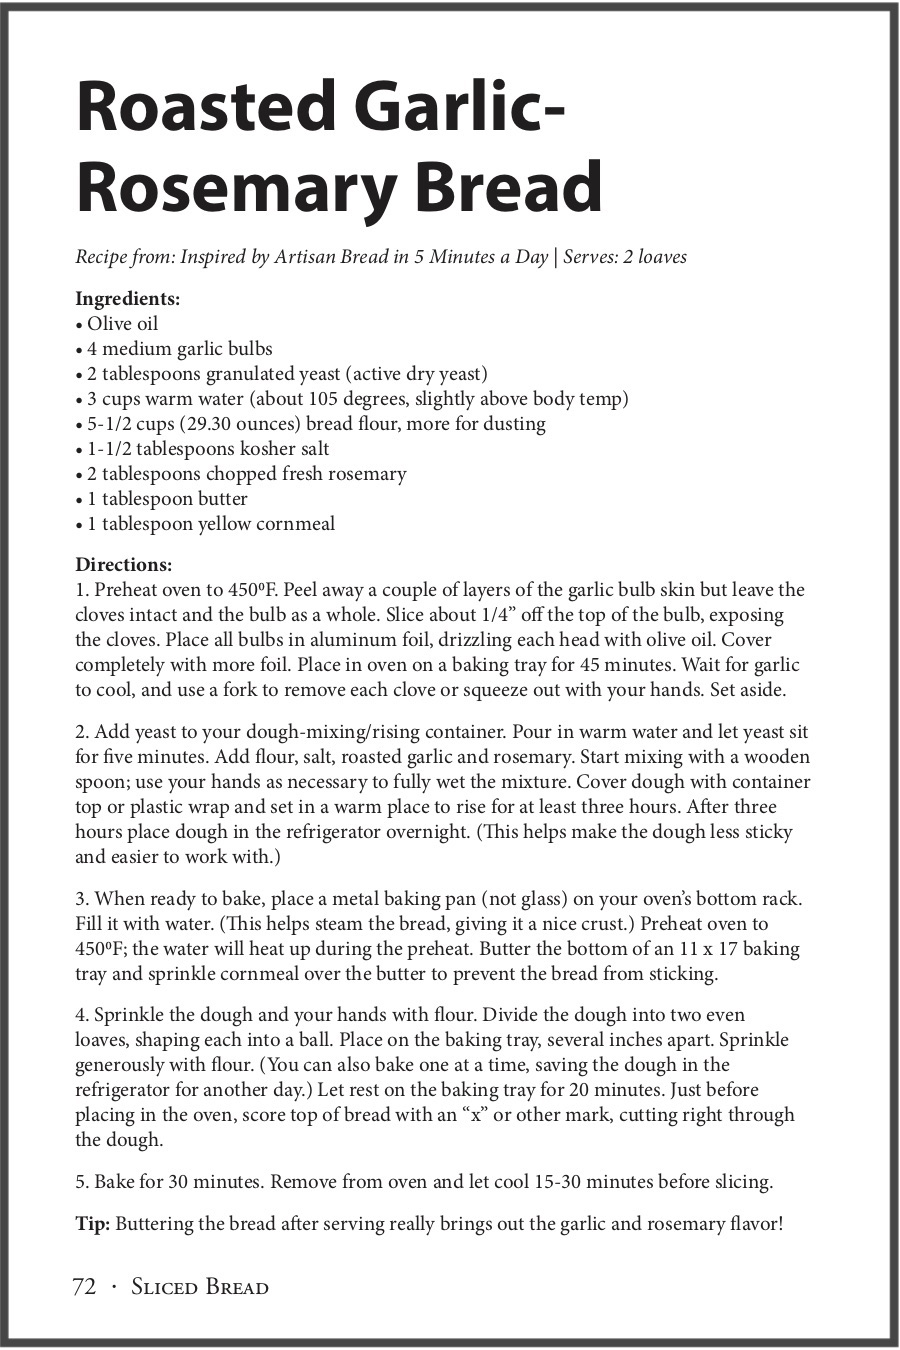 Roasted Garlic-
Rosemary Bread
Recipe from: Inspired by Artisan Bread in 5 Minutes a Day | Serves: 2 loaves
Ingredients:
• Olive oil
• 4 medium garlic bulbs
• 2 tablespoons granulated yeast (active dry yeast)
• 3 cups warm water (about 105 degrees, slightly above body temp)
• 5-1/2 cups (29.30 ounces) bread flour, more for dusting
• 1-1/2 tablespoons kosher salt
• 2 tablespoons chopped fresh rosemary
• 1 tablespoon butter
• 1 tablespoon yellow cornmeal
Directions:
1. Preheat oven to 450ºF. Peel away a couple of layers of the garlic bulb skin but leave the
cloves intact and the bulb as a whole. Slice about 1/4” off the top of the bulb, exposing
the cloves. Place all bulbs in aluminum foil, drizzling each head with olive oil. Cover
completely with more foil. Place in oven on a baking tray for 45 minutes. Wait for garlic
to cool, and use a fork to remove each clove or squeeze out with your hands. Set aside.
2. Add yeast to your dough-mixing/rising container. Pour in warm water and let yeast sit
for five minutes. Add flour, salt, roasted garlic and rosemary. Start mixing with a wooden
spoon; use your hands as necessary to fully wet the mixture. Cover dough with container
top or plastic wrap and set in a warm place to rise for at least three hours. After three
hours place dough in the refrigerator overnight. (This helps make the dough less sticky
and easier to work with.)
3. When ready to bake, place a metal baking pan (not glass) on your oven’s bottom rack.
Fill it with water. (This helps steam the bread, giving it a nice crust.) Preheat oven to
450ºF; the water will heat up during the preheat. Butter the bottom of an 11 x 17 baking
tray and sprinkle cornmeal over the butter to prevent the bread from sticking.
4. Sprinkle the dough and your hands with flour. Divide the dough into two even
loaves, shaping each into a ball. Place on the baking tray, several inches apart. Sprinkle
generously with flour. (You can also bake one at a time, saving the dough in the
refrigerator for another day.) Let rest on the baking tray for 20 minutes. Just before
placing in the oven, score top of bread with an “x” or other mark, cutting right through
the dough.
5. Bake for 30 minutes. Remove from oven and let cool 15-30 minutes before slicing.
Tip: Buttering the bread after serving really brings out the garlic and rosemary flavor!
72 · Sliced Bread